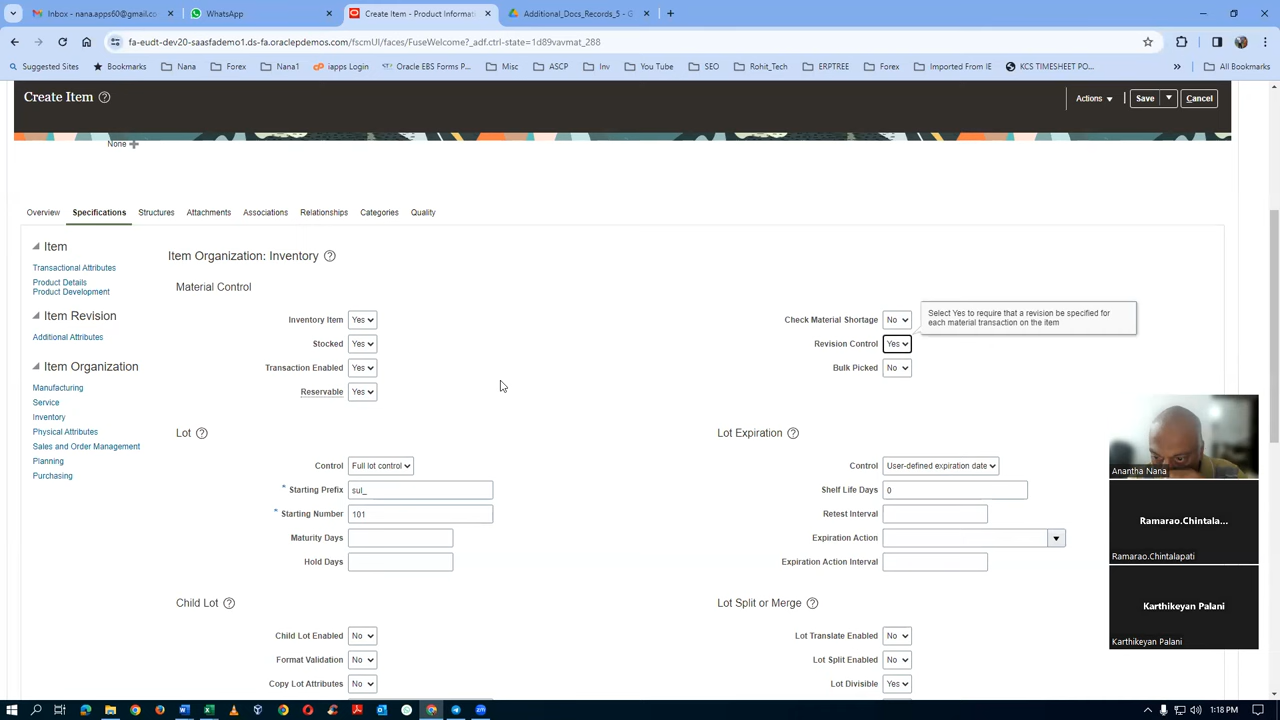 Inbox - nana.apps60@gmail.co
WhatsApp
Create Item - Product Informat
Additional_Docs_Records_5 - G
fa-eudt-dev20-saasfademo1.ds-fa.oraclepdemos.com/fscmUI/faces/FuseWelcome?_adf.ctrl-state=1d89vavmat_288
Suggested Sites
Bookmarks
Nana
Forex
Nana1
iapps Login
Oracle EBS Forms P...
Misc
ASCP
Inv
You Tube
SEO
Rohit_Tech
ERPTREE
Forex
Imported From IE
KCS TIMESHEET PO...
All Bookmarks
Create Item
Actions
Save
Cancel
None
Overview
Specifications
Structures
Attachments
Associations
Relationships
Categories
Quality
Item
Transactional Attributes
Product Details
Product Development
Item Revision
Additional Attributes
Item Organization
Manufacturing
Service
Inventory
Physical Attributes
Sales and Order Management
Planning
Purchasing
Item Organization: Inventory
Material Control
Inventory Item Yes
Stocked Yes
Transaction Enabled Yes
Reservable Yes
Check Material Shortage No
Revision Control Yes
Bulk Picked No
Select Yes to require that a revision be specified for
each material transaction on the item
Lot
Control Full lot control
* Starting Prefix sul_
* Starting Number 101
Maturity Days
Hold Days
Lot Expiration
Control User-defined expiration date
Shelf Life Days 0
Retest Interval
Expiration Action
Expiration Action Interval
Child Lot
Child Lot Enabled No
Format Validation No
Copy Lot Attributes No
Lot Split or Merge
Lot Translate Enabled No
Lot Split Enabled No
Lot Divisible Yes
Anantha Nana
Ramarao.Chintala...
Ramarao.Chintalapati
Karthikeyan Palani
Karthikeyan Palani
1:18 PM